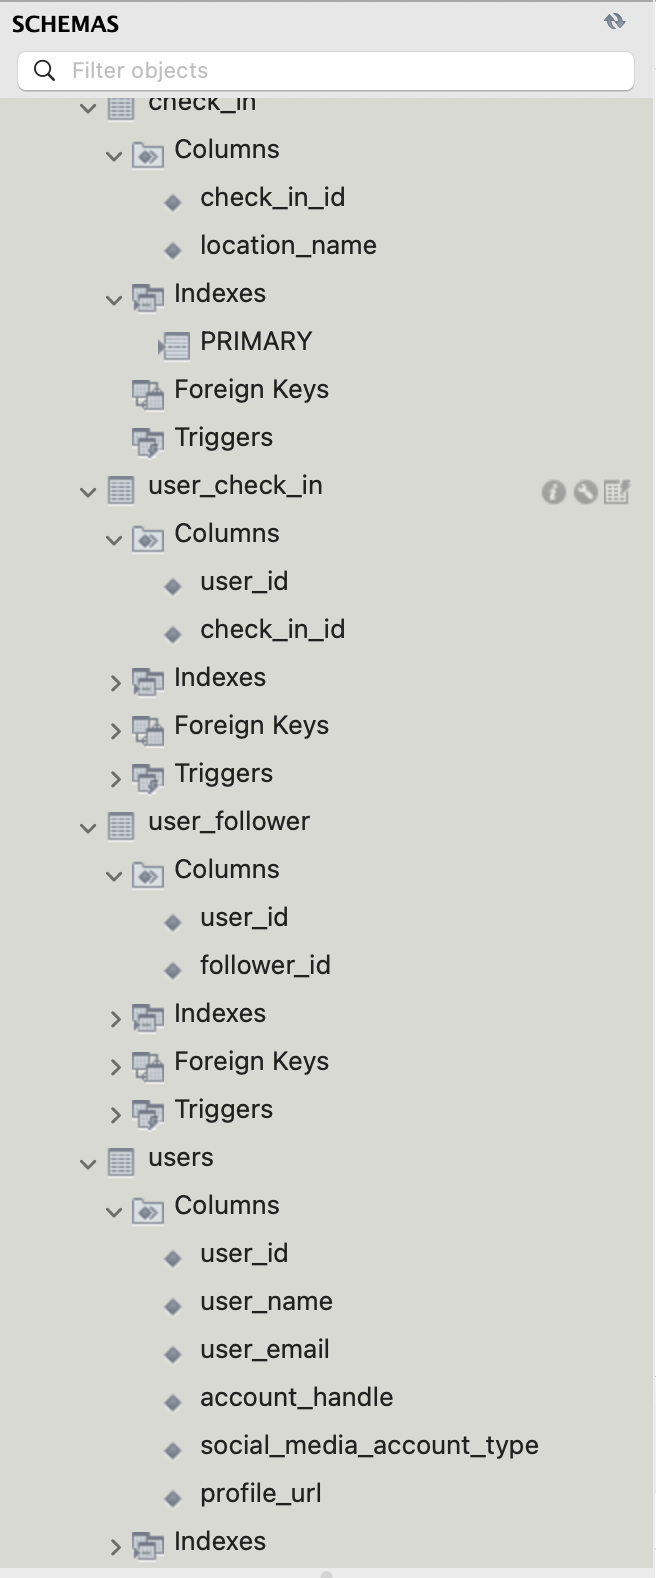 SCHEMAS
Filter objects
check_in
Columns
check_in_id
location_name
Indexes
PRIMARY
Foreign Keys
Triggers
user_check_in
Columns
user_id
check_in_id
Indexes
Foreign Keys
Triggers
user_follower
Columns
user_id
follower_id
Indexes
Foreign Keys
Triggers
users
Columns
user_id
user_name
user_email
account_handle
social_media_account_type
profile_url
Indexes